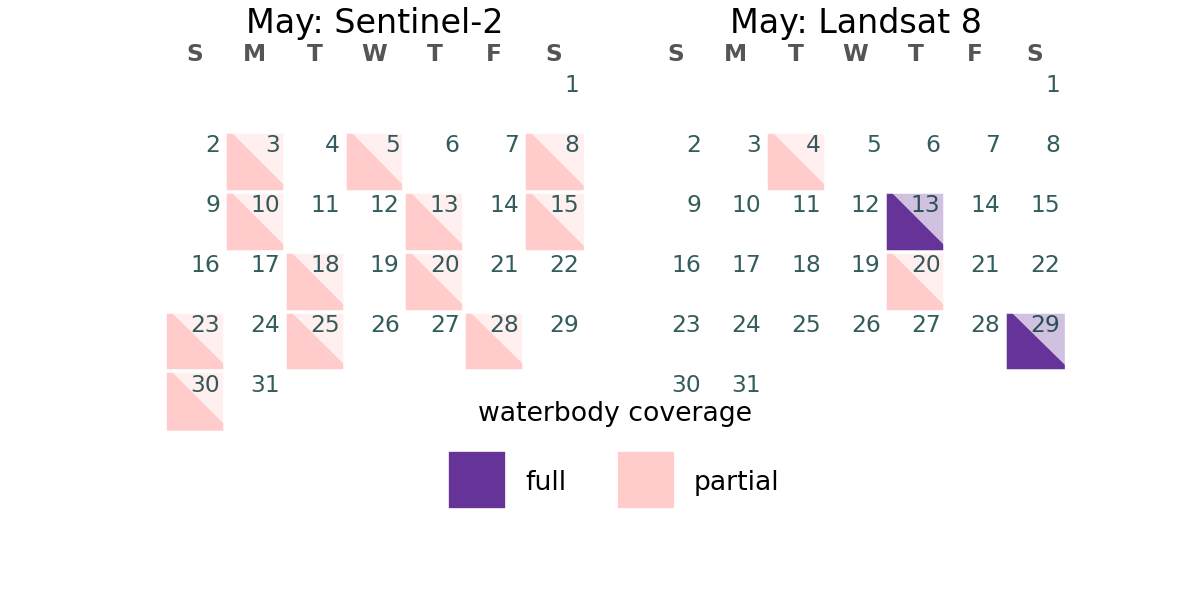 May: Sentinel-2
S M T W T F S
1
2 3 4 5 6 7 8
9 10 11 12 13 14 15
16 17 18 19 20 21 22
23 24 25 26 27 28 29
30 31
May: Landsat 8
S M T W T F S
1
2 3 4 5 6 7 8
9 10 11 12 13 14 15
16 17 18 19 20 21 22
23 24 25 26 27 28 29
30 31
waterbody coverage
full
partial